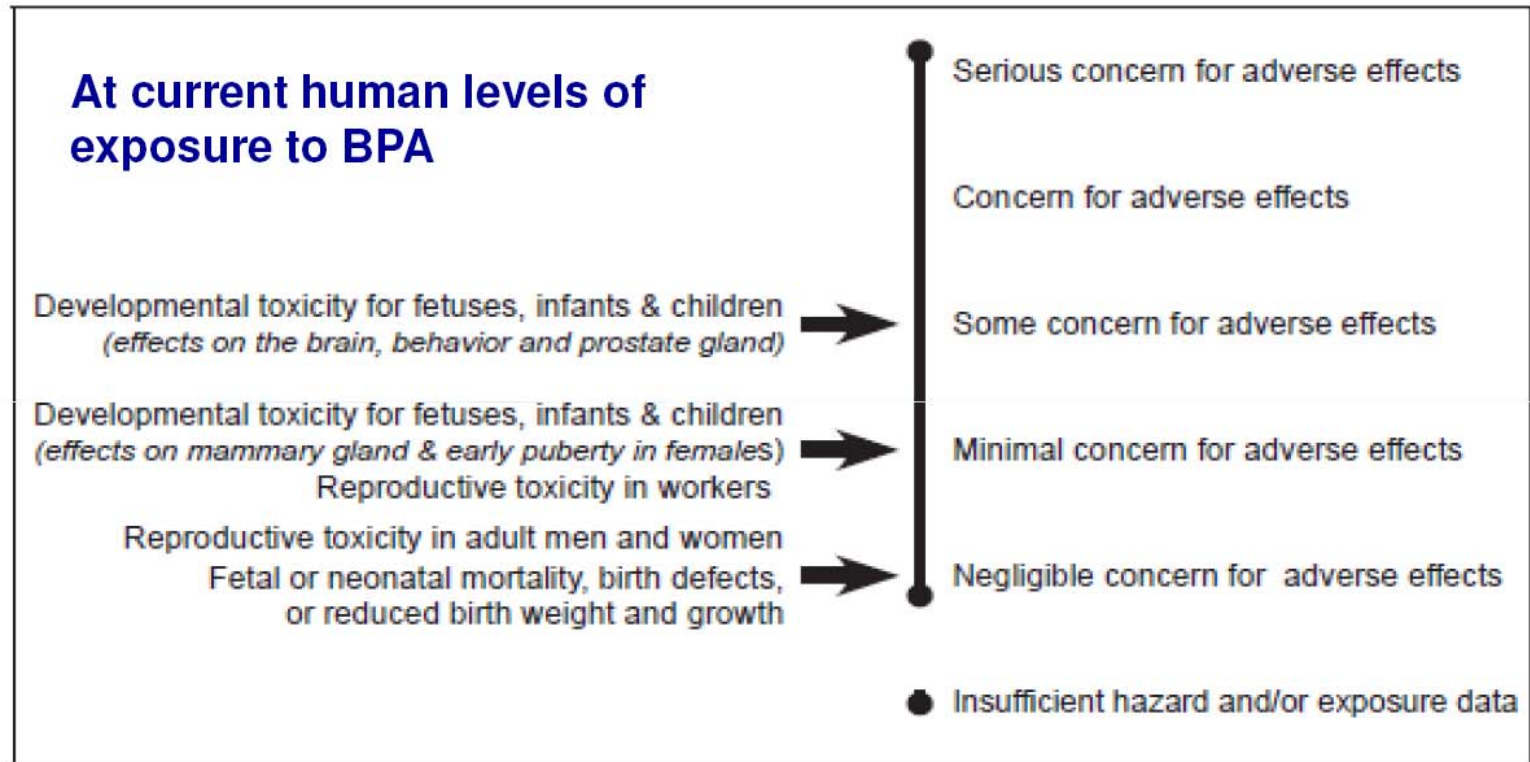 At current human levels of
exposure to BPA
Serious concern for adverse effects
Concern for adverse effects
Developmental toxicity for fetuses, infants & children
(effects on the brain, behavior and prostate gland)
Some concern for adverse effects
Developmental toxicity for fetuses, infants & children
(effects on mammary gland & early puberty in females)
Reproductive toxicity in workers
Minimal concern for adverse effects
Reproductive toxicity in adult men and women
Fetal or neonatal mortality, birth defects,
or reduced birth weight and growth
Negligible concern for adverse effects
Insufficient hazard and/or exposure data